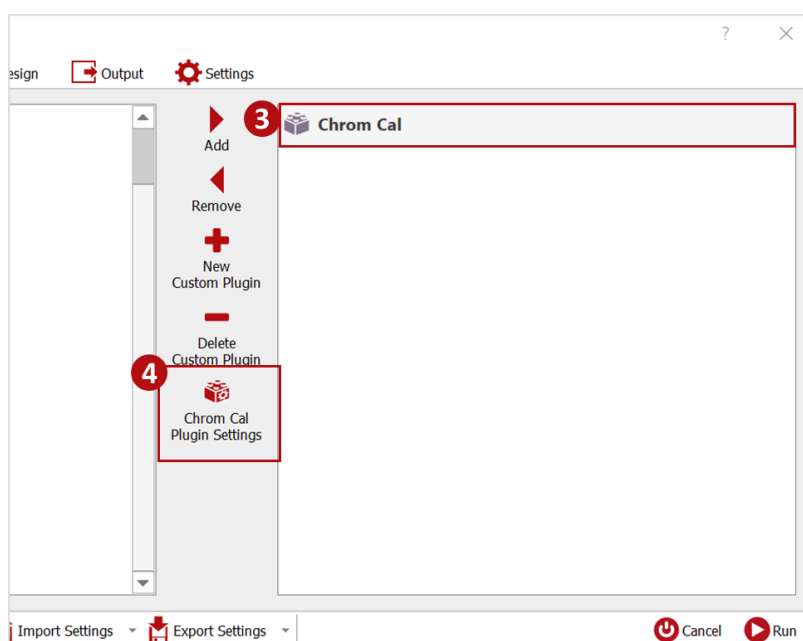 ?
esign
Output
Settings
3
Chrom Cal
Add
Remove
New
Custom Plugin
Delete
Custom Plugin
4
Chrom Cal
Plugin Settings
Import Settings
Export Settings
Cancel
Run